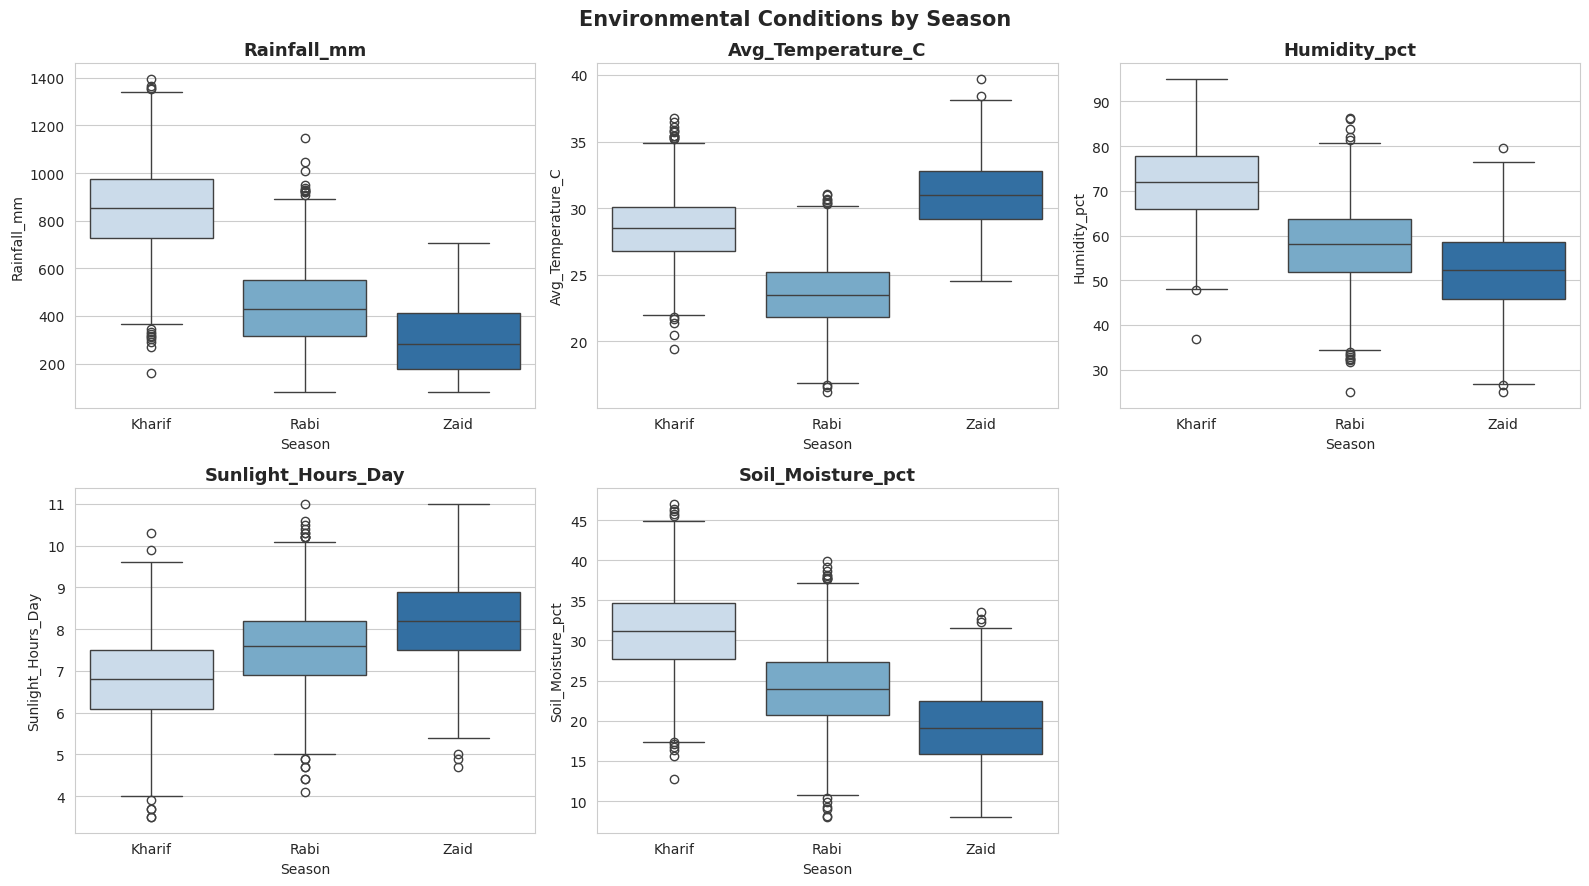 Environmental Conditions by Season
Rainfall_mm
Rainfall_mm
1400
1200
1000
800
600
400
200
Kharif Rabi Zaid
Season
Avg_Temperature_C
Avg_Temperature_C
40
35
30
25
20
Kharif Rabi Zaid
Season
Humidity_pct
Humidity_pct
90
80
70
60
50
40
30
Kharif Rabi Zaid
Season
Sunlight_Hours_Day
Sunlight_Hours_Day
11
10
9
8
7
6
5
4
Kharif Rabi Zaid
Season
Soil_Moisture_pct
Soil_Moisture_pct
45
40
35
30
25
20
15
10
Kharif Rabi Zaid
Season